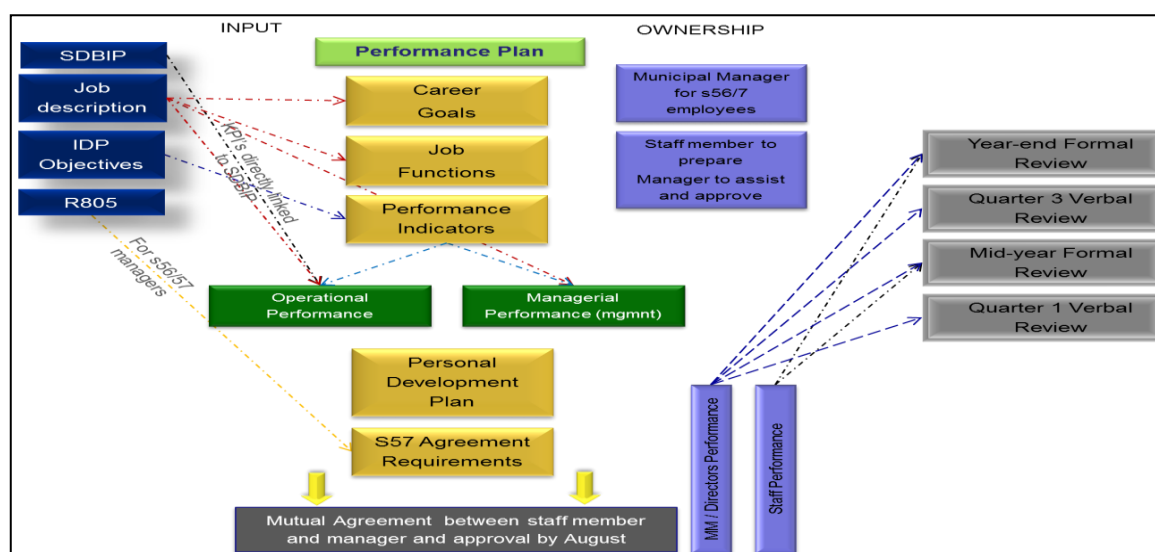 INPUT
OWNERSHIP
Performance Plan
SDBIP
Job
description
IDP
Objectives
R805
KPI's directly linked
to SDBIP
For s56/57
managers
Career
Goals
Job
Functions
Performance
Indicators
Operational
Performance
Managerial
Performance (mgmnt)
Personal
Development
Plan
S57 Agreement
Requirements
Mutual Agreement between staff member
and manager and approval by August
Municipal Manager
for s56/7
employees
Staff member to
prepare
Manager to assist
and approve
MM / Directors Performance
Staff Performance
Year-end Formal
Review
Quarter 3 Verbal
Review
Mid-year Formal
Review
Quarter 1 Verbal
Review